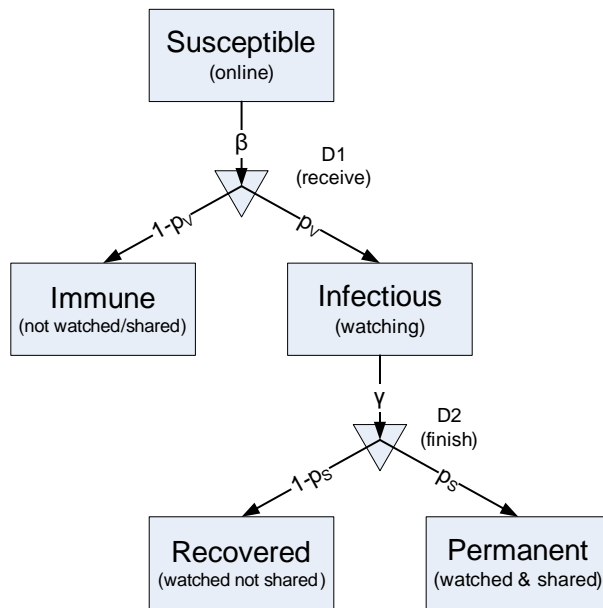 Susceptible
(online)
β
D1
(receive)
1-pᵥ
pᵥ
Immune
(not watched/shared)
Infectious
(watching)
γ
D2
(finish)
1-pₛ
pₛ
Recovered
(watched not shared)
Permanent
(watched & shared)